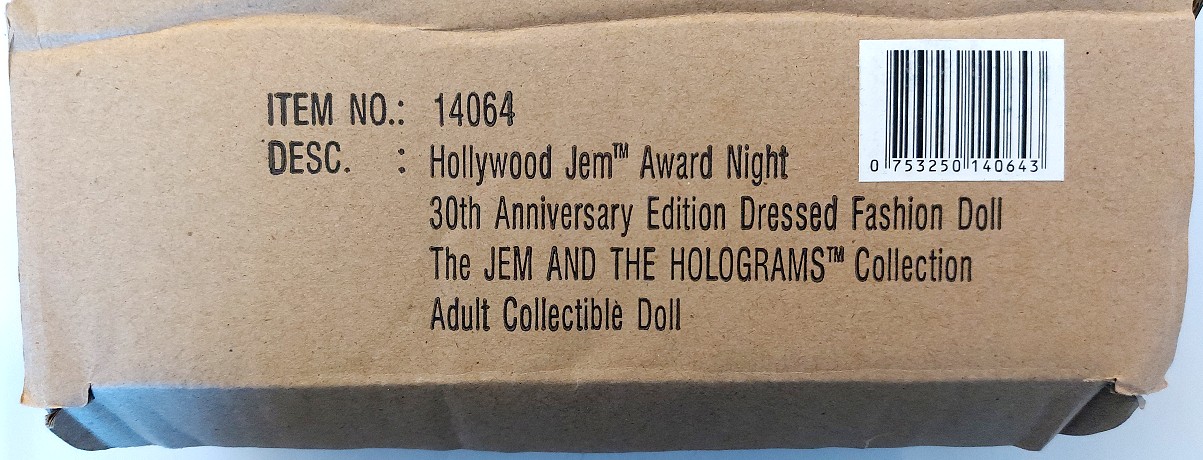 ITEM NO.: 14064
DESC. : Hollywood Jem™ Award Night
30th Anniversary Edition Dressed Fashion Doll
The JEM AND THE HOLOGRAMS™ Collection
Adult Collectible Doll
0 753250 140643